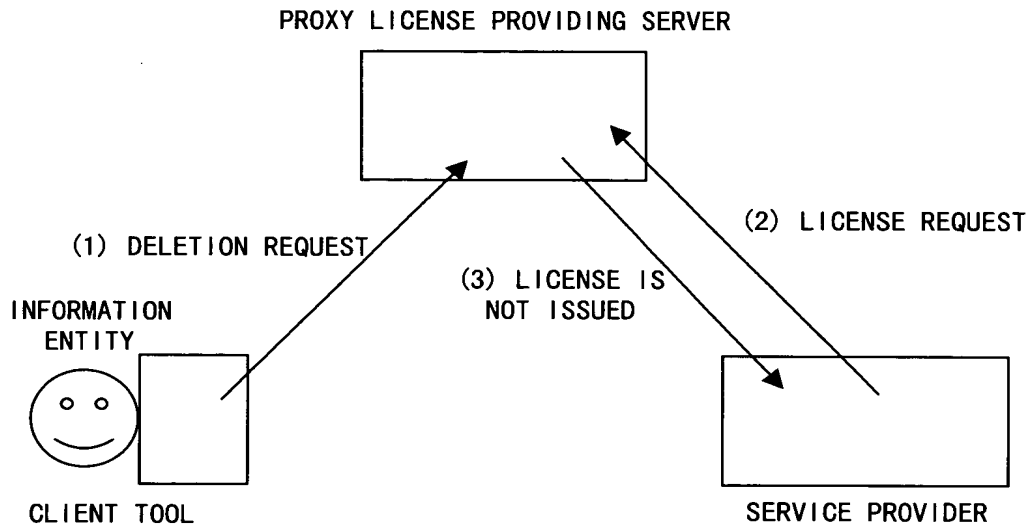 PROXY LICENSE PROVIDING SERVER
(1) DELETION REQUEST
(2) LICENSE REQUEST
(3) LICENSE IS
NOT ISSUED
INFORMATION
ENTITY
CLIENT TOOL
SERVICE PROVIDER